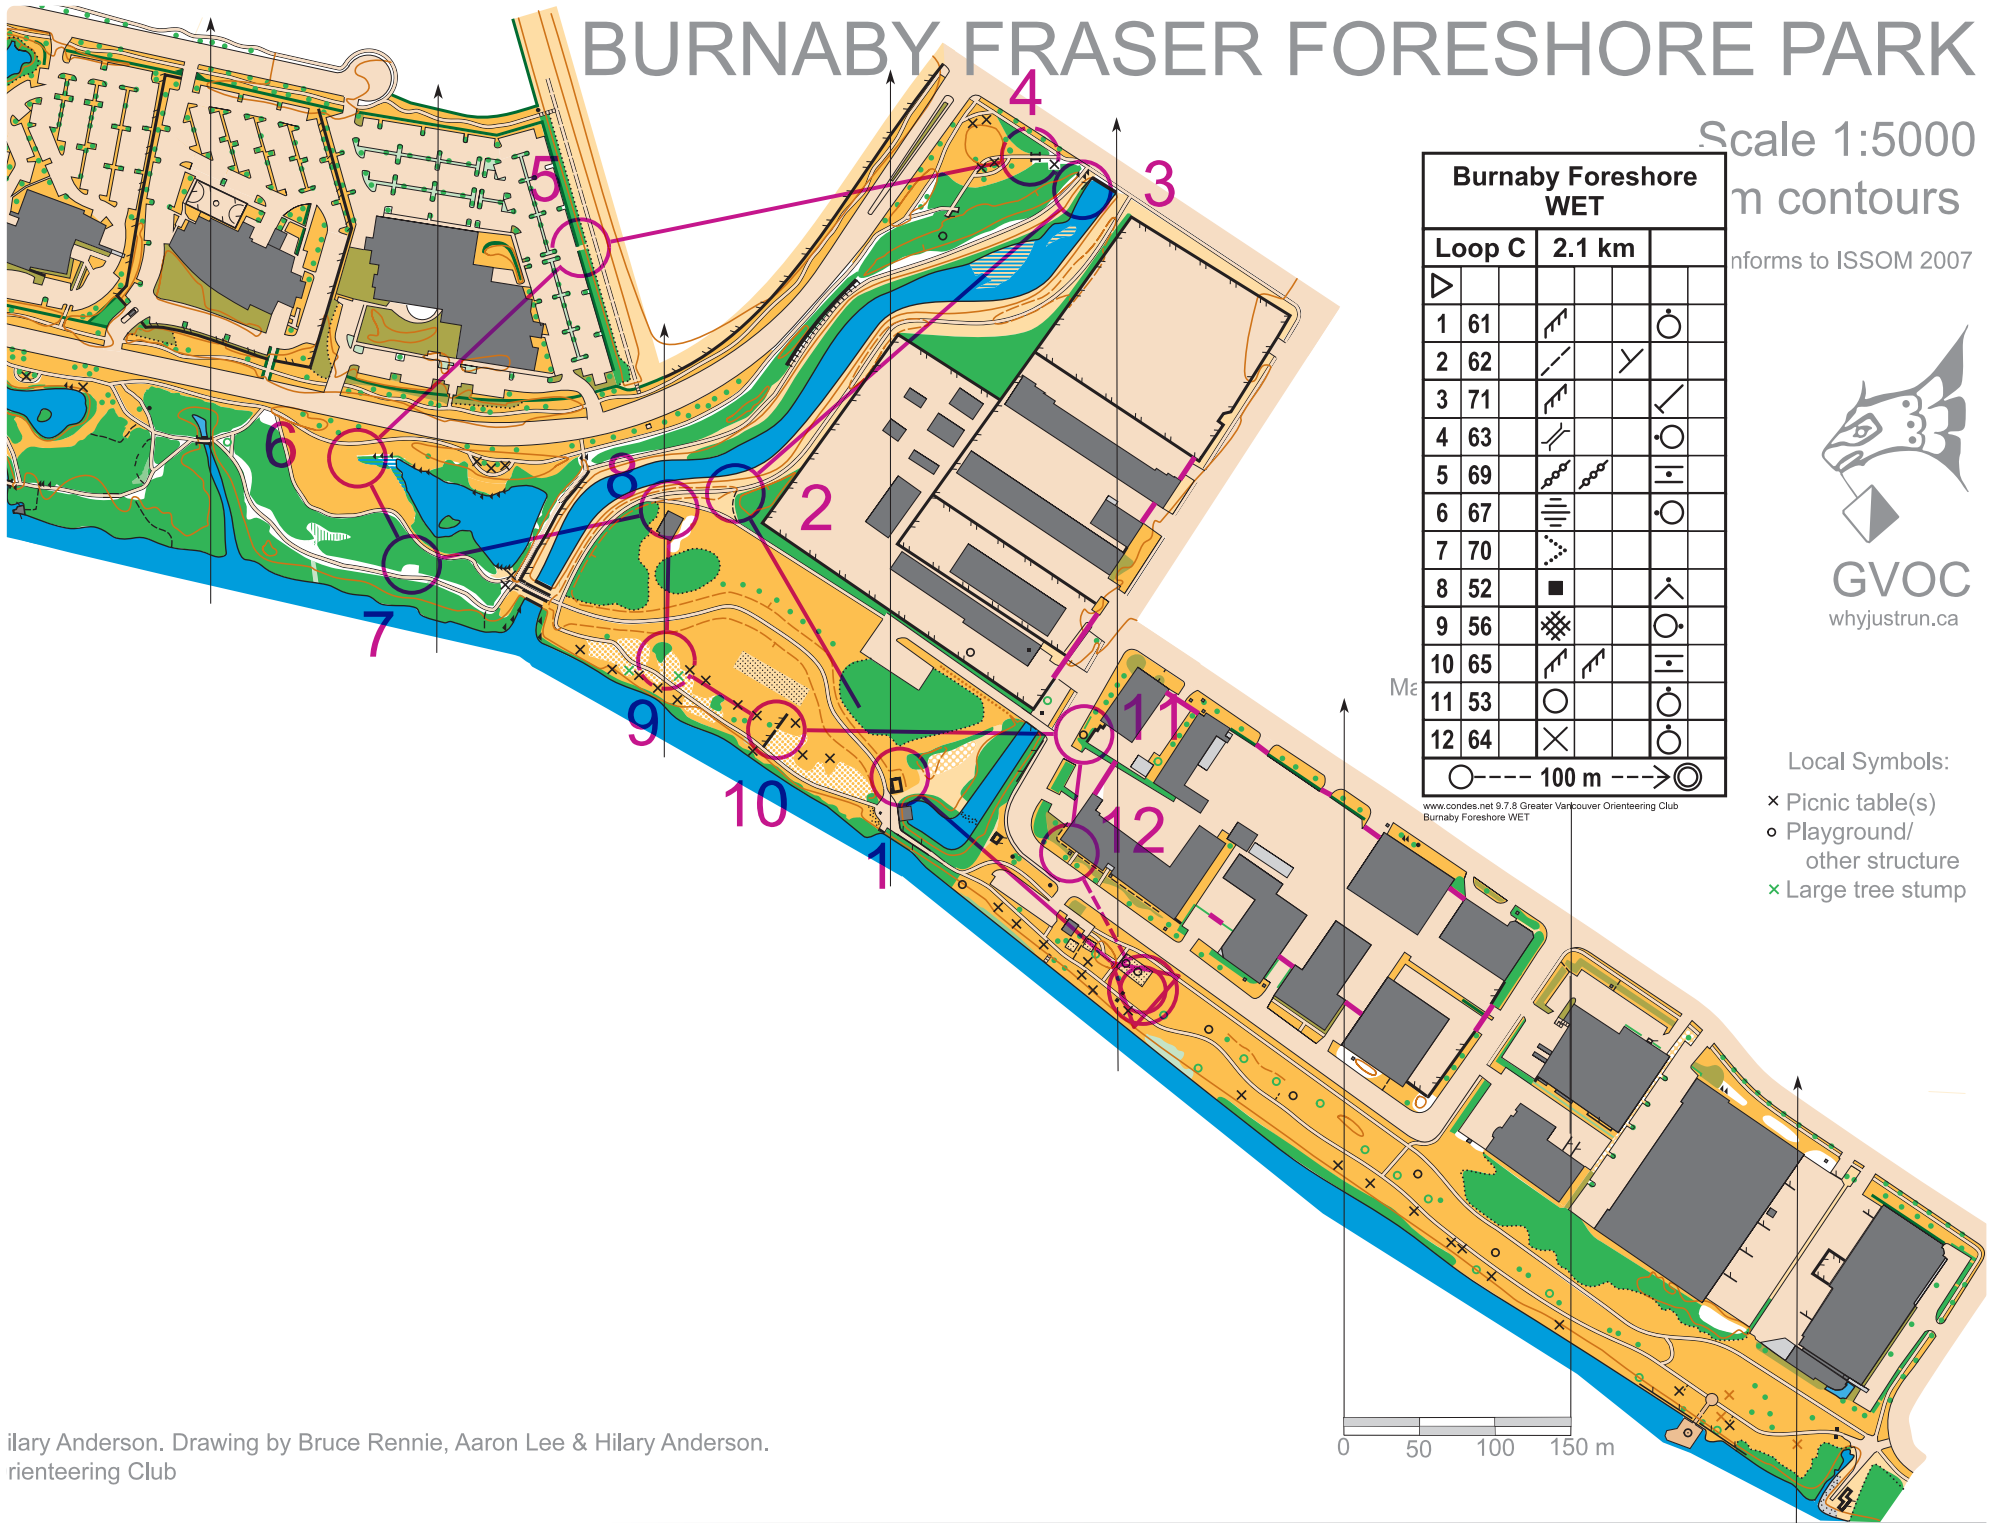 BURNABY FRASER FORESHORE PARK
Scale 1:5000
m contours
nforms to ISSOM 2007
Burnaby Foreshore
WET
Loop C 2.1 km
1 61
2 62
3 71
4 63
5 69
6 67
7 70
8 52
9 56
10 65
11 53
12 64
100 m
www.condes.net 9.7.8 Greater Vancouver Orienteering Club
Burnaby Foreshore WET
GVOC
whyjustrun.ca
Ma
Local Symbols:
Picnic table(s)
Playground/
other structure
Large tree stump
4
3
5
6
8
2
7
9
11
10
12
1
0 50 100 150 m
ilary Anderson. Drawing by Bruce Rennie, Aaron Lee & Hilary Anderson.
rienteering Club